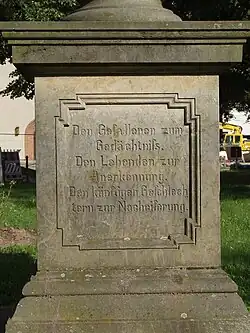 Den Gefallenen zum
Gedächtniß,
Den Lebenden zur
Anerkennung,
Den künftigen Geschlech
tern zur Nacheiferung.